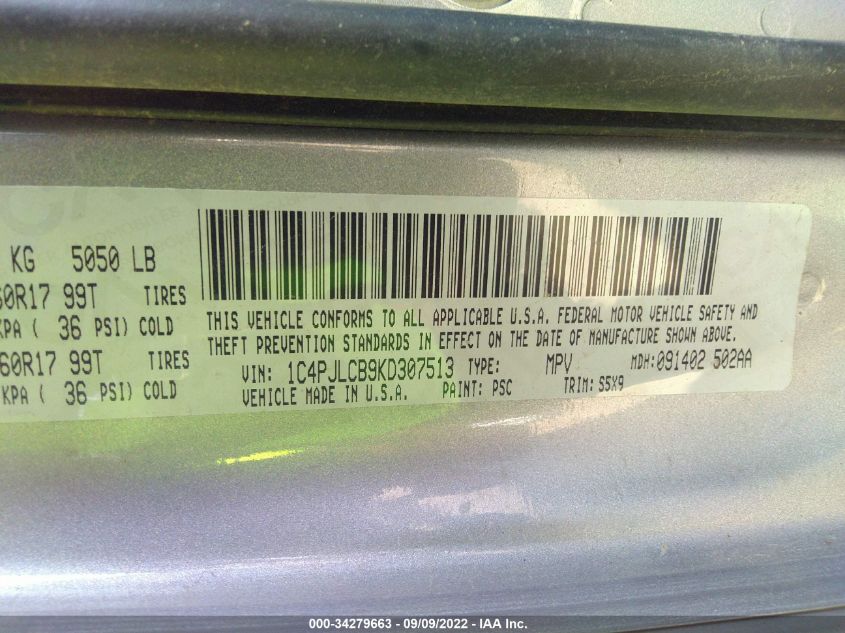 KG 5050 LB
60R17 99T TIRES
KPA ( 36 PSI) COLD
60R17 99T TIRES
KPA ( 36 PSI) COLD
THIS VEHICLE CONFORMS TO ALL APPLICABLE U.S.A. FEDERAL MOTOR VEHICLE SAFETY AND
THEFT PREVENTION STANDARDS IN EFFECT ON THE DATE OF MANUFACTURE SHOWN ABOVE.
VIN: 1C4PJLCB9KD307513 TYPE: MPV MDH:091402 502AA
VEHICLE MADE IN U.S.A. PAINT: PSC TRIM: S5X9
000-34279663 - 09/09/2022 - IAA Inc.